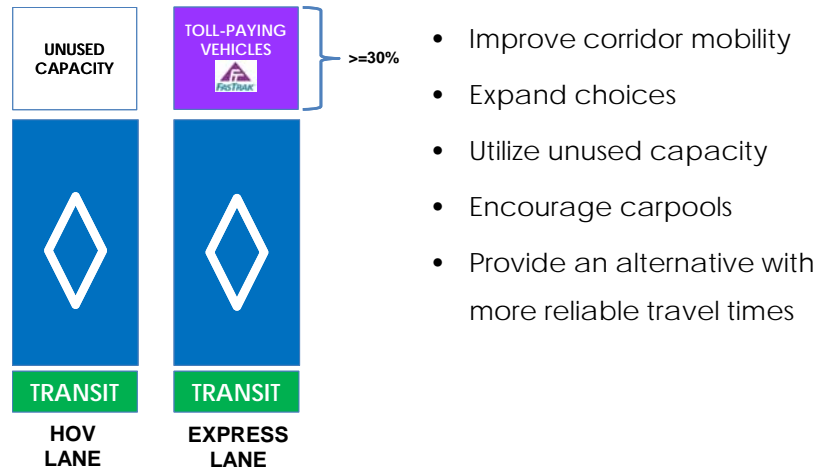 UNUSED
CAPACITY
TOLL-PAYING
VEHICLES
FASTRAK
>=30%
TRANSIT
TRANSIT
HOV
LANE
EXPRESS
LANE
• Improve corridor mobility
• Expand choices
• Utilize unused capacity
• Encourage carpools
• Provide an alternative with
more reliable travel times